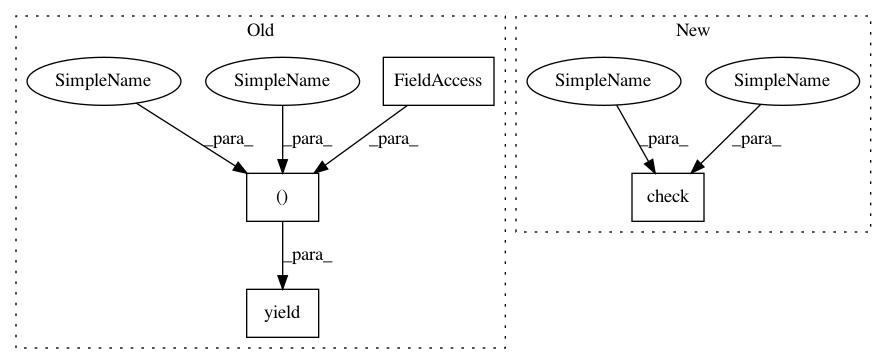 Old
New
SimpleName
SimpleName
FieldAccess
SimpleName
SimpleName
_para_
_para_
_para_
_para_
_para_
()
check
_para_
yield